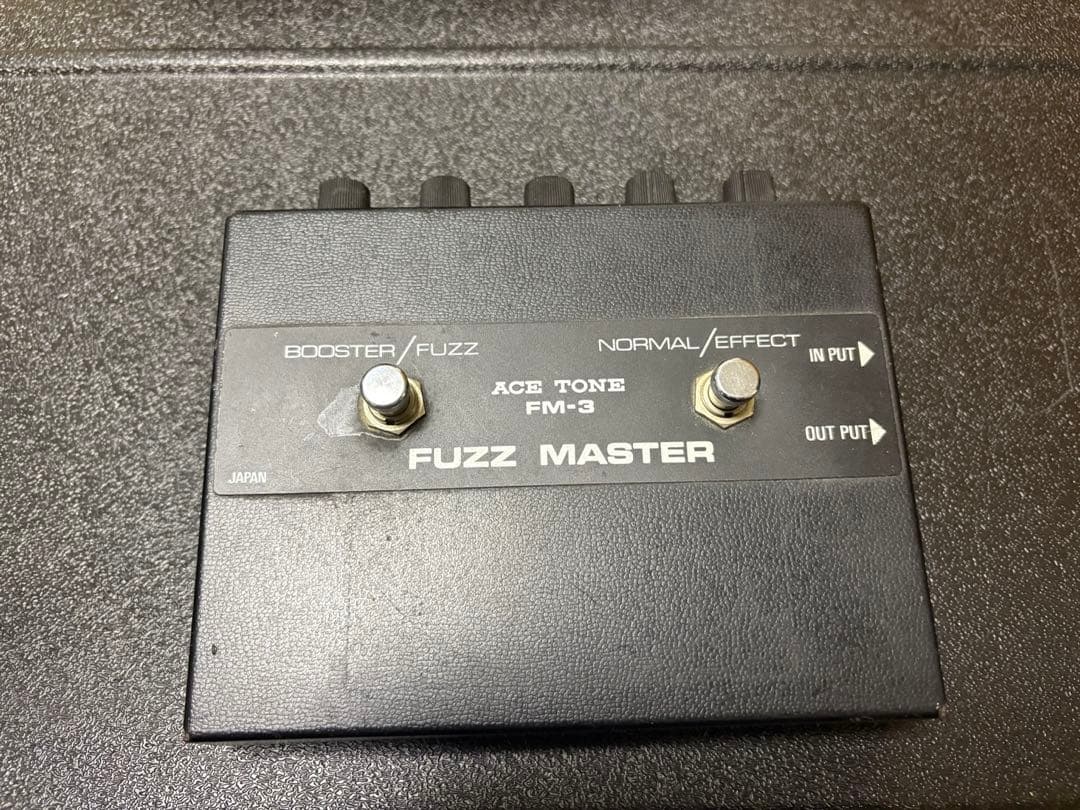 BOOSTER/FUZZ
NORMAL/EFFECT
IN PUT
ACE TONE
FM-3
OUT PUT
FUZZ MASTER
JAPAN